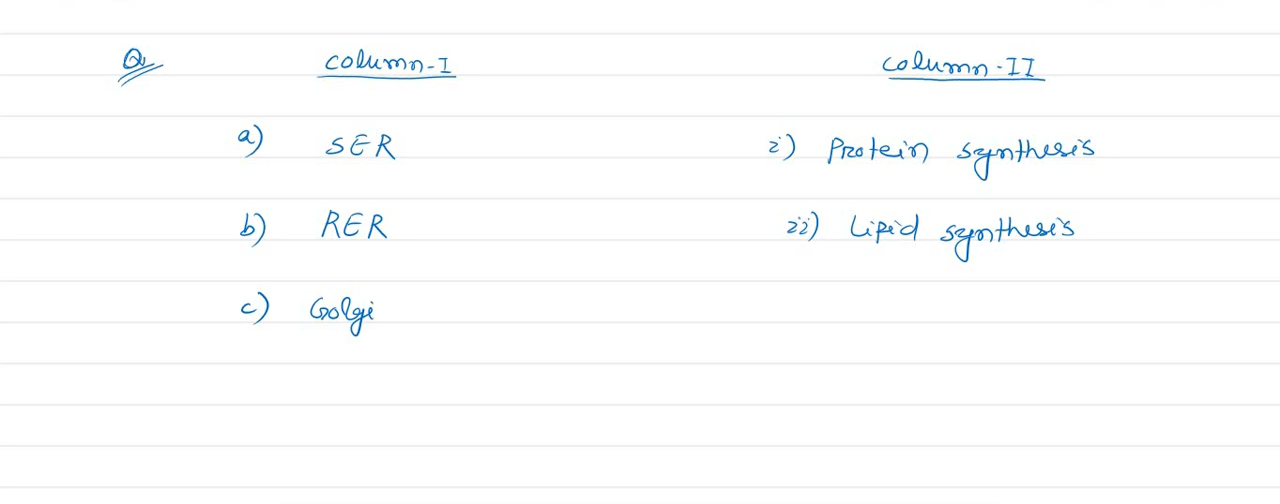 Q. column-I column-II
a) SER i) Protein synthesis
b) RER ii) Lipid synthesis
c) Golgi